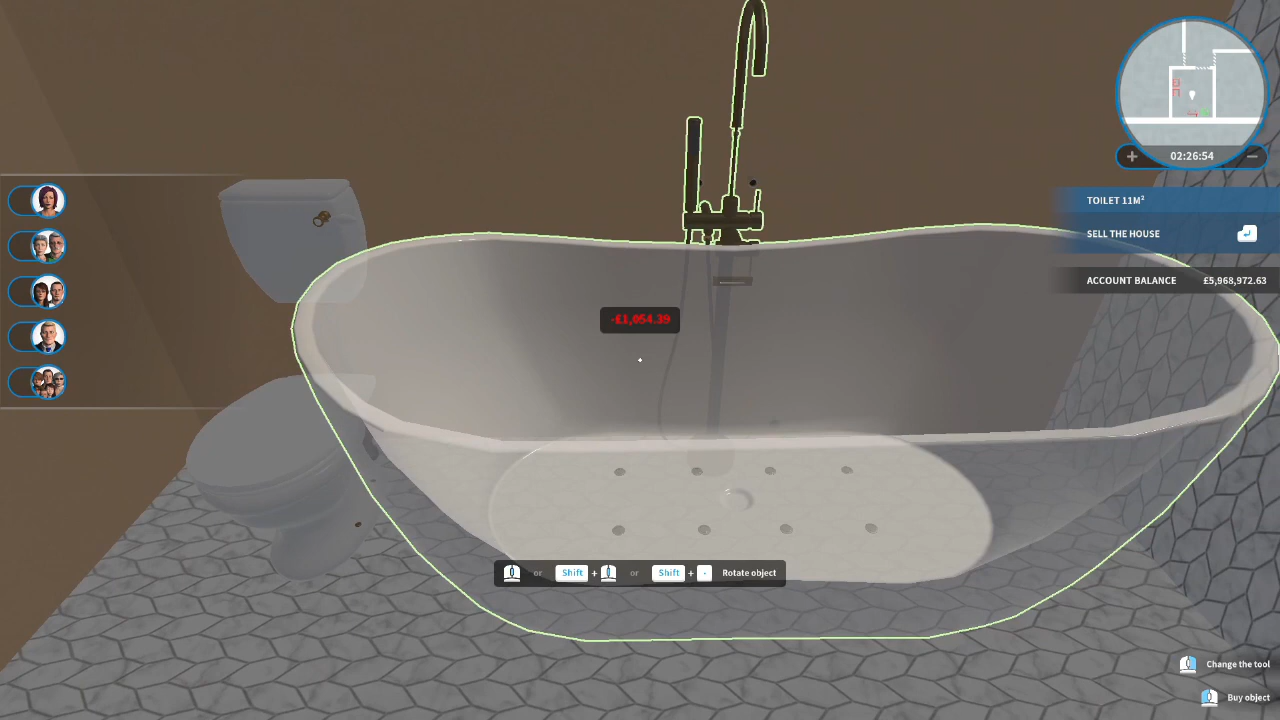 02:26:54
TOILET 11M²
SELL THE HOUSE
ACCOUNT BALANCE £5,968,972.63
-£1,054.39
or Shift + or Shift + · Rotate object
Change the tool
Buy object